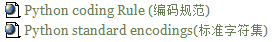 Python coding Rule (编码规范)
Python standard encodings(标准字符集)